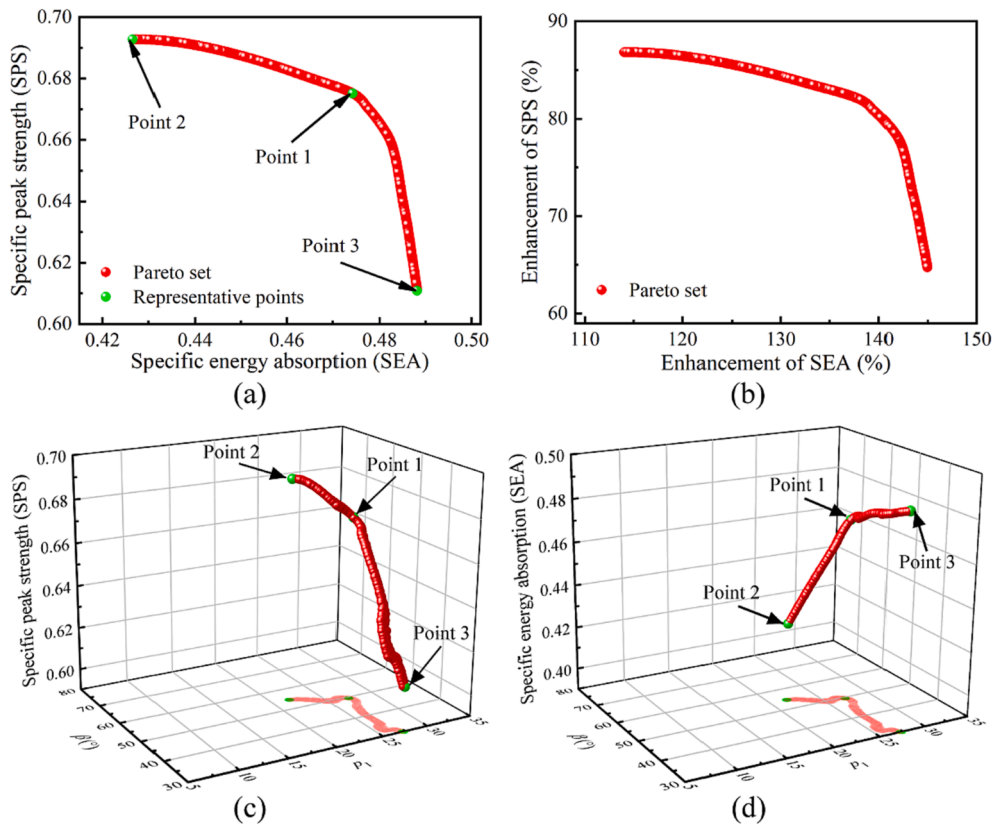 0.70
0.68
0.66
0.64
0.62
0.60
Specific peak strength (SPS)
Point 2
Point 1
Point 3
Pareto set
Representative points
0.42
0.44
0.46
0.48
0.50
Specific energy absorption (SEA)
(a)
90
80
70
60
Enhancement of SPS (%)
Pareto set
110
120
130
140
150
Enhancement of SEA (%)
(b)
0.70
0.68
0.66
0.64
0.62
0.60
Specific peak strength (SPS)
Point 2
Point 1
Point 3
80
70
60
50
40
30
β(°)
5
10
15
20
25
30
35
P₁
(c)
0.50
0.48
0.46
0.44
0.42
0.40
Specific energy absorption (SEA)
Point 1
Point 2
Point 3
80
70
60
50
40
30
β(°)
5
10
15
20
25
30
35
P₁
(d)